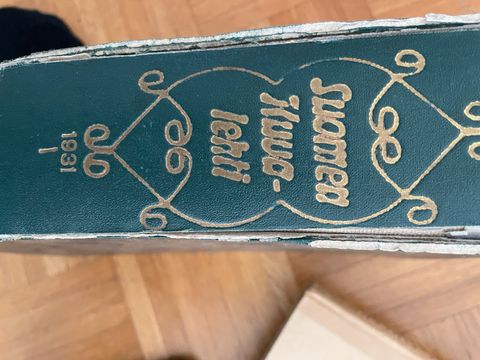 Suomen
Kuva-
lehti
1931
I